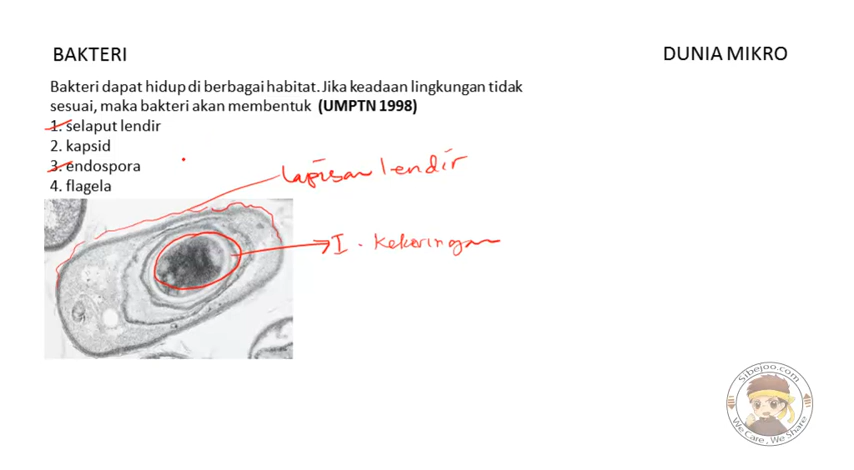 BAKTERI
DUNIA MIKRO
Bakteri dapat hidup di berbagai habitat. Jika keadaan lingkungan tidak
sesuai, maka bakteri akan membentuk (UMPTN 1998)
1. selaput lendir
2. kapsid
3. endospora
4. flagela
Lapisan lendir
I. Kekeringan
Sibejoo.com
We Care, We Share